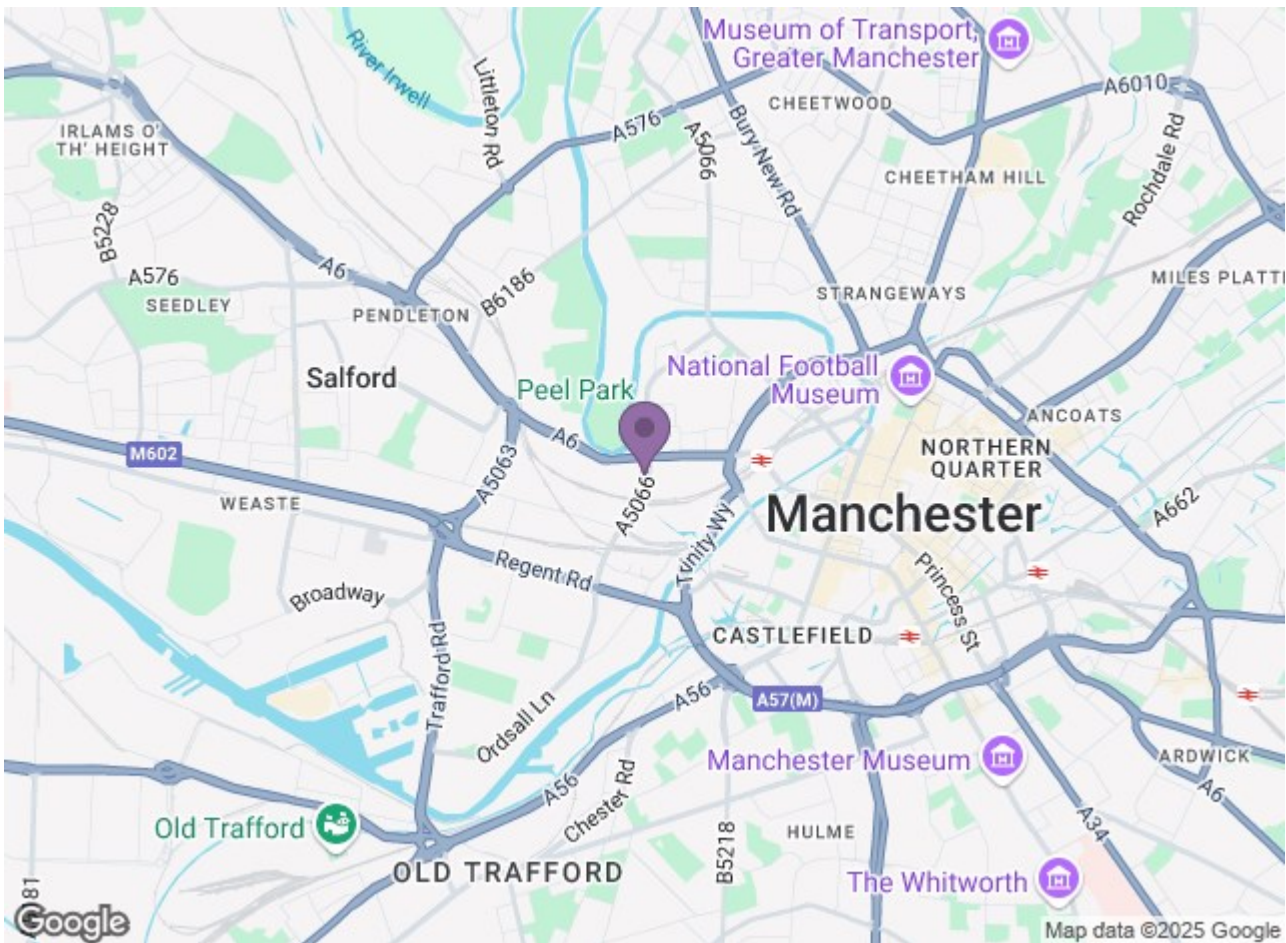 Museum of Transport,
Greater Manchester
River Irwell
Littleton Rd
A6010
CHEETWOOD
A576
A5066
Bury New Rd
Rochdale Rd
IRLAMS O'
TH' HEIGHT
CHEETHAM HILL
B5228
A6
A576
B6186
SEEDLEY
MILES PLATTI
STRANGEWAYS
PENDLETON
National Football
Museum
Salford
Peel Park
ANCOATS
A6
NORTHERN
QUARTER
M602
A5063
A5066
A662
WEASTE
Manchester
Trinity Wy
Regent Rd
Princess St
Broadway
CASTLEFIELD
Trafford Rd
A56
A57(M)
Ordsall Ln
Manchester Museum
ARDWICK
A56
Chester Rd
A6
A34
Old Trafford
HULME
B5218
OLD TRAFFORD
The Whitworth
Google
Map data ©2025 Google